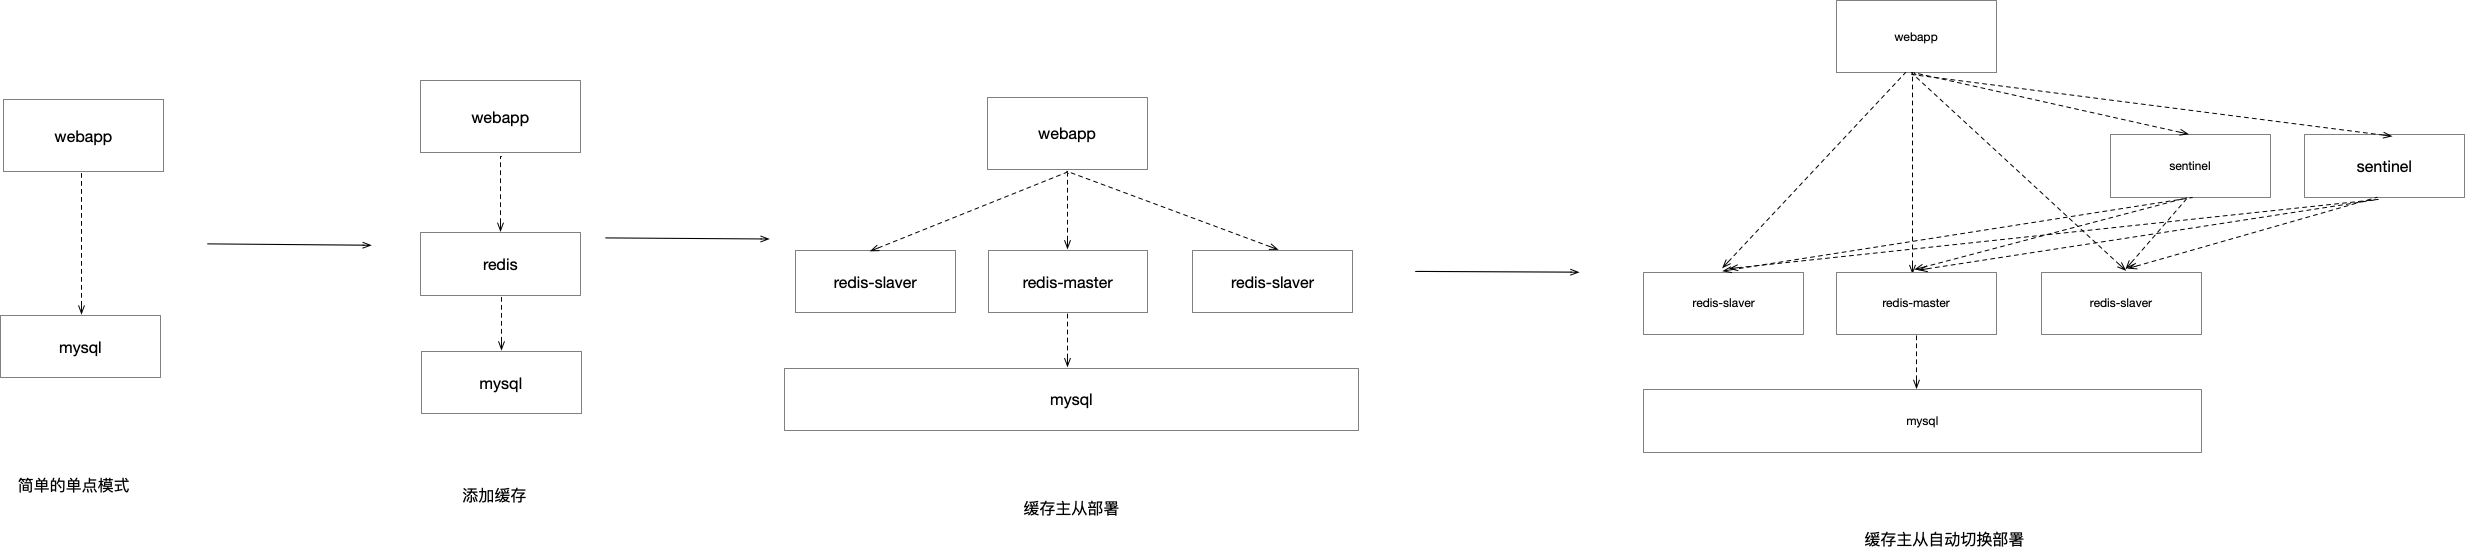 webapp
mysql
简单的单点模式
webapp
redis
mysql
添加缓存
webapp
redis-slaver
redis-master
redis-slaver
mysql
缓存主从部署
webapp
sentinel
sentinel
redis-slaver
redis-master
redis-slaver
mysql
缓存主从自动切换部署